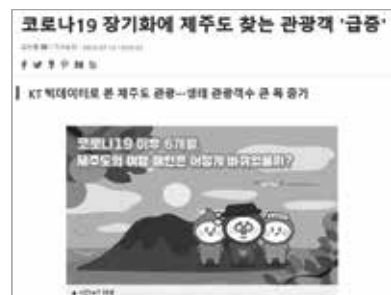 코로나19 장기화에 제주도 찾는 관광객 '급증'
KT 빅데이터로 본 제주도 관광…생태 관광객수 큰 폭 증가
코로나19 이후 6개월
제주도의 여행 패턴은 어떻게 바뀌었을까?